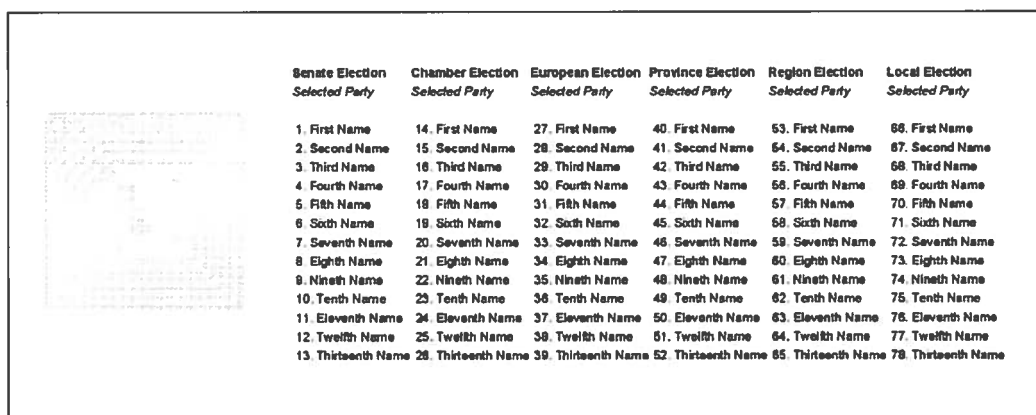 Senate Election Chamber Election European Election Province Election Region Election Local Election
Selected Party Selected Party Selected Party Selected Party Selected Party Selected Party
1. First Name 14. First Name 27. First Name 40. First Name 53. First Name 66. First Name
2. Second Name 15. Second Name 28. Second Name 41. Second Name 54. Second Name 67. Second Name
3. Third Name 16. Third Name 29. Third Name 42. Third Name 55. Third Name 68. Third Name
4. Fourth Name 17. Fourth Name 30. Fourth Name 43. Fourth Name 56. Fourth Name 69. Fourth Name
5. Fifth Name 18. Fifth Name 31. Fifth Name 44. Fifth Name 57. Fifth Name 70. Fifth Name
6. Sixth Name 19. Sixth Name 32. Sixth Name 45. Sixth Name 58. Sixth Name 71. Sixth Name
7. Seventh Name 20. Seventh Name 33. Seventh Name 46. Seventh Name 59. Seventh Name 72. Seventh Name
8. Eighth Name 21. Eighth Name 34. Eighth Name 47. Eighth Name 60. Eighth Name 73. Eighth Name
9. Nineth Name 22. Nineth Name 35. Nineth Name 48. Nineth Name 61. Nineth Name 74. Nineth Name
10. Tenth Name 23. Tenth Name 36. Tenth Name 49. Tenth Name 62. Tenth Name 75. Tenth Name
11. Eleventh Name 24. Eleventh Name 37. Eleventh Name 50. Eleventh Name 63. Eleventh Name 76. Eleventh Name
12. Twelfth Name 25. Twelfth Name 38. Twelfth Name 51. Twelfth Name 64. Twelfth Name 77. Twelfth Name
13. Thirteenth Name 26. Thirteenth Name 39. Thirteenth Name 52. Thirteenth Name 65. Thirteenth Name 78. Thirteenth Name